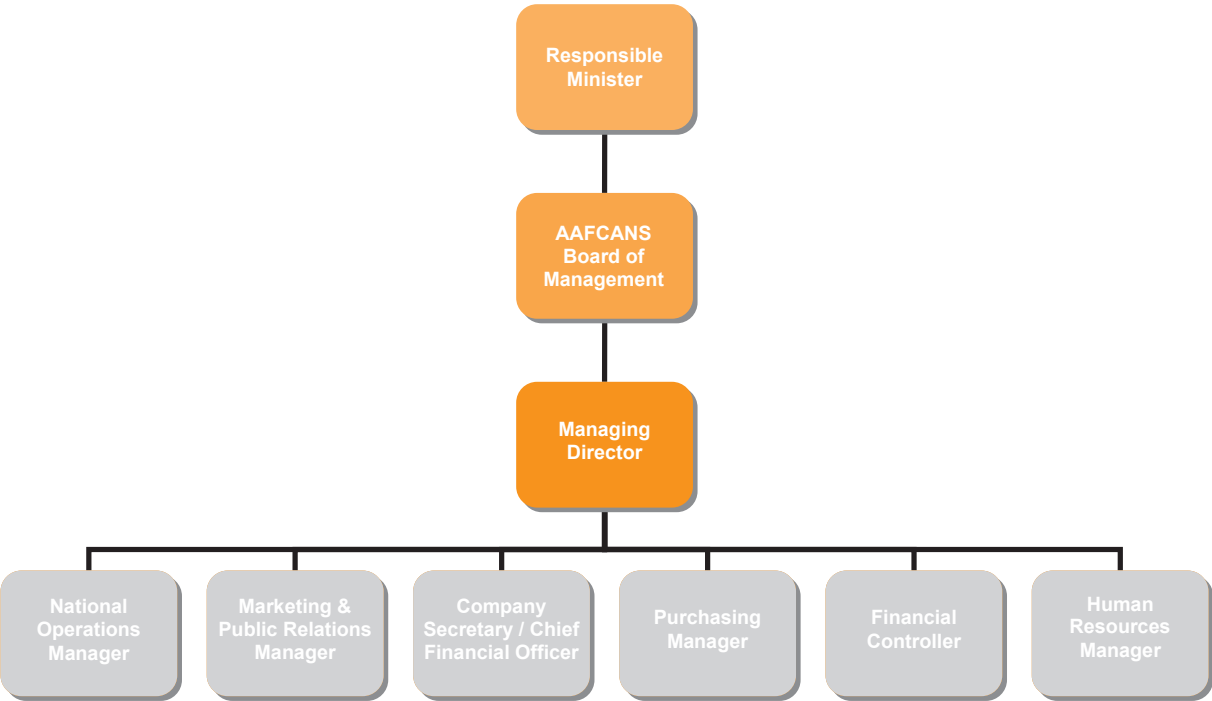 Responsible
Minister
AAFCANS
Board of
Management
Managing
Director
National
Operations
Manager
Marketing &
Public Relations
Manager
Company
Secretary / Chief
Financial Officer
Purchasing
Manager
Financial
Controller
Human
Resources
Manager